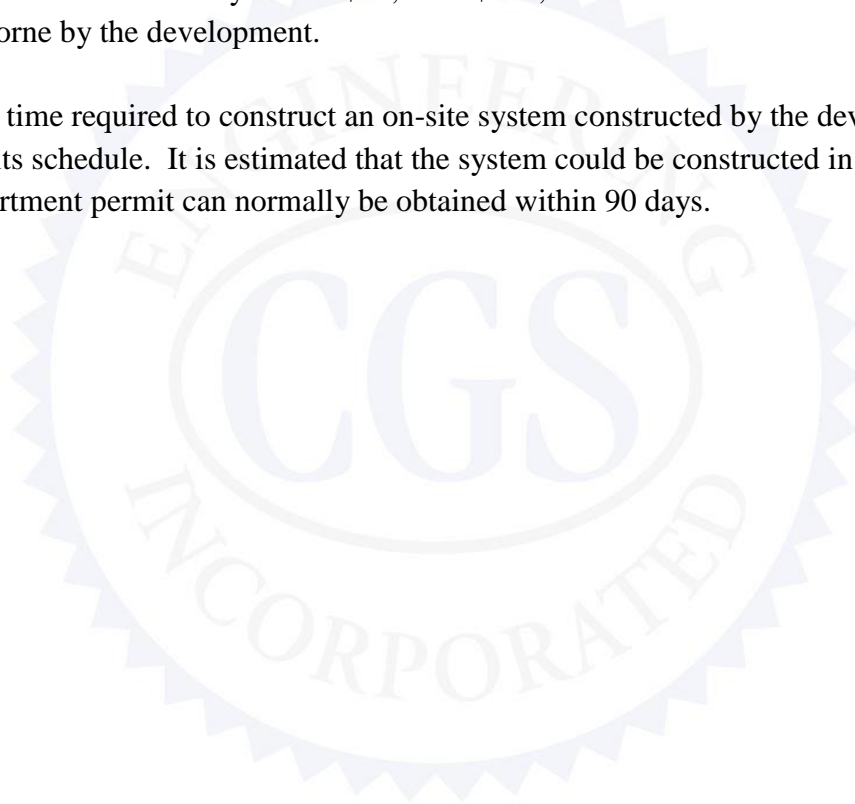 orne by the development.
time required to construct an on-site system constructed by the dev
ts schedule.  It is estimated that the system could be constructed in
rtment permit can normally be obtained within 90 days.
ENGINEERING
CGS
INCORPORATED